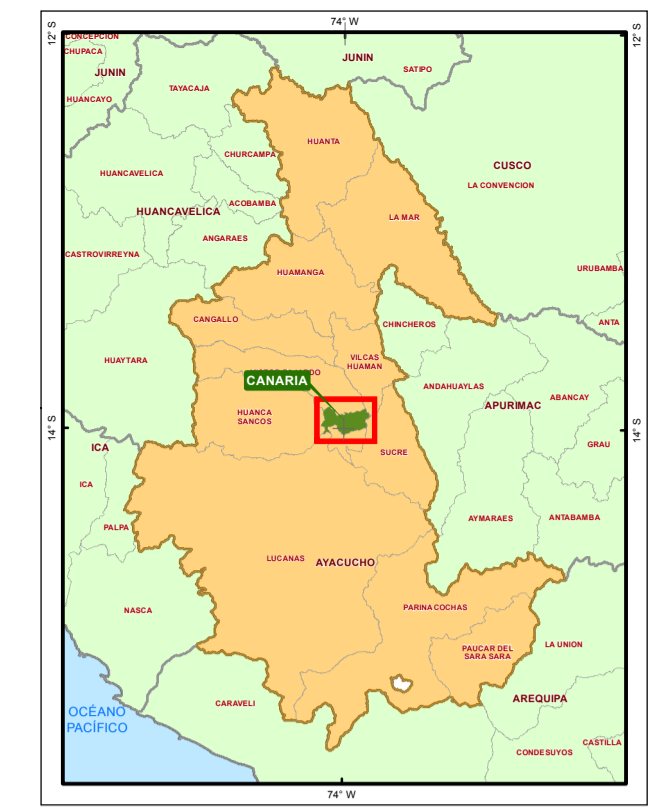 74° W
12° S
12° S
CONCEPCION
CHUPACA
JUNIN
JUNIN
SATIPO
TAYACAJA
HUANCAYO
HUANTA
CHURCAMPA
CUSCO
HUANCAVELICA
LA CONVENCION
ACOBAMBA
HUANCAVELICA
LA MAR
ANGARAES
CASTROVIRREYNA
URUBAMBA
HUAMANGA
CANGALLO
CHINCHEROS
ANTA
HUAYTARA
VILCAS
HUAMAN
DO
CANARIA
ANDAHUAYLAS
ABANCAY
APURIMAC
HUANCA
SANCOS
14° S
14° S
GRAU
ICA
SUCRE
ICA
PALPA
AYMARAES
ANTABAMBA
LUCANAS
AYACUCHO
NASCA
PARINACOCHAS
PAUCAR DEL
SARA SARA
LA UNION
CARAVELI
AREQUIPA
OCÉANO
PACÍFICO
CASTILLA
CONDESUYOS
74° W